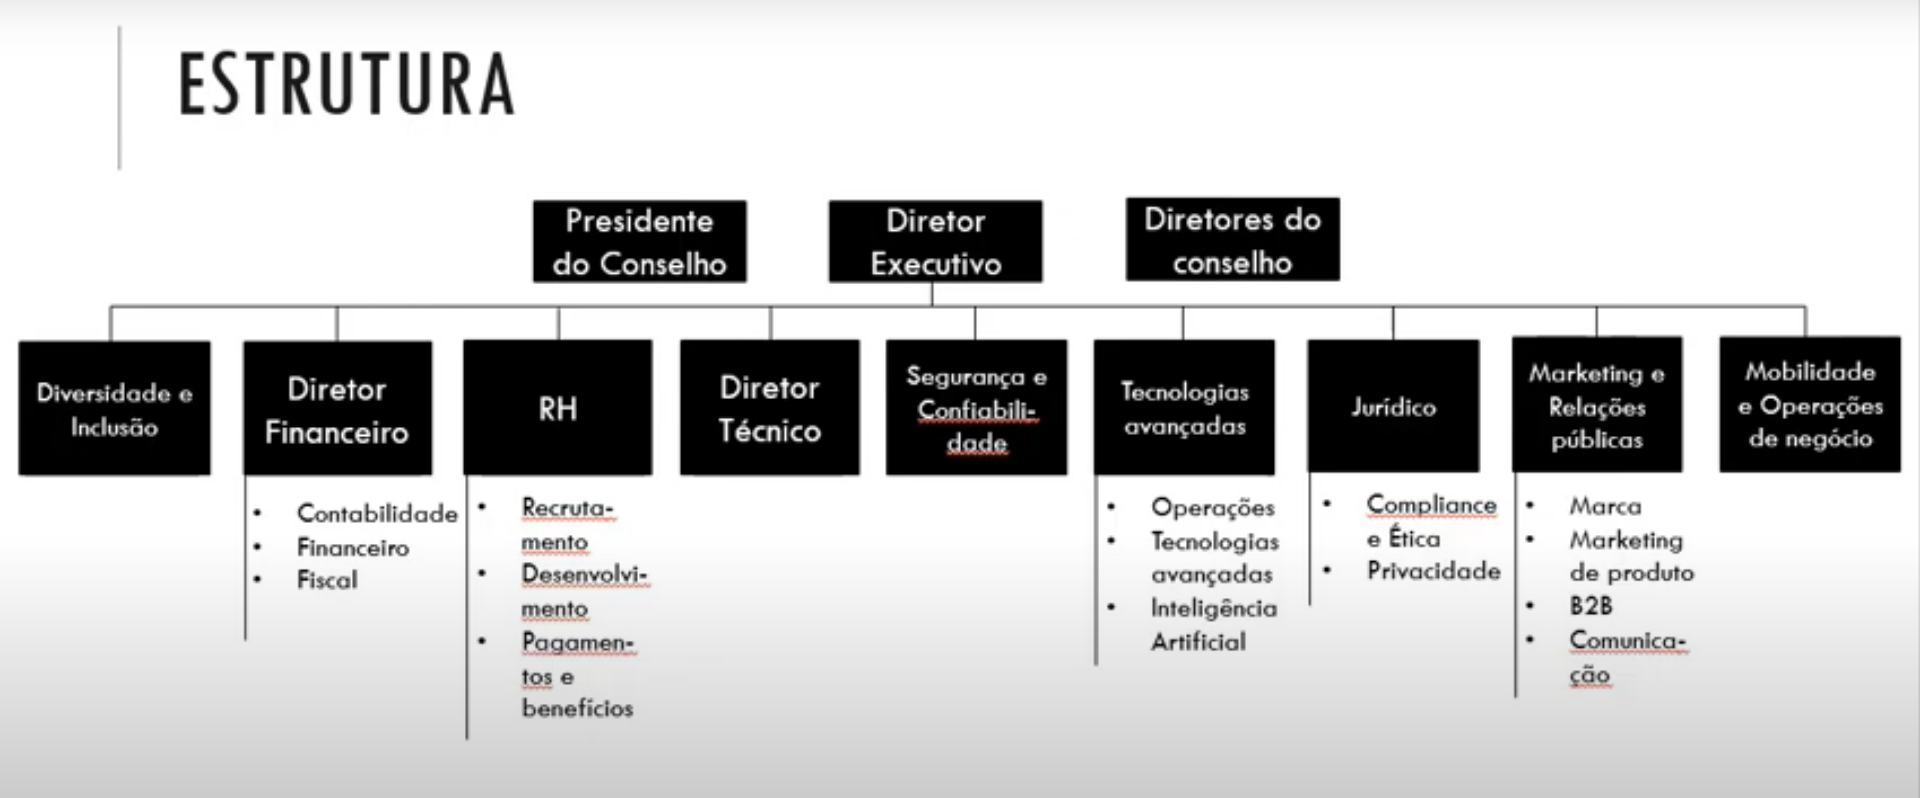 ESTRUTURA
Presidente
do Conselho
Diretor
Executivo
Diretores do
conselho
Diversidade e
Inclusão
Diretor
Financeiro
• Contabilidade
• Financeiro
• Fiscal
RH
• Recruta-
mento
• Desenvolvi-
mento
• Pagamen-
tos e
benefícios
Diretor
Técnico
Segurança e
Confiabili-
dade
Tecnologias
avançadas
• Operações
• Tecnologias
avançadas
• Inteligência
Artificial
Jurídico
• Compliance
e Ética
• Privacidade
Marketing e
Relações
públicas
• Marca
• Marketing
de produto
• B2B
• Comunica-
ção
Mobilidade
e Operações
de negócio